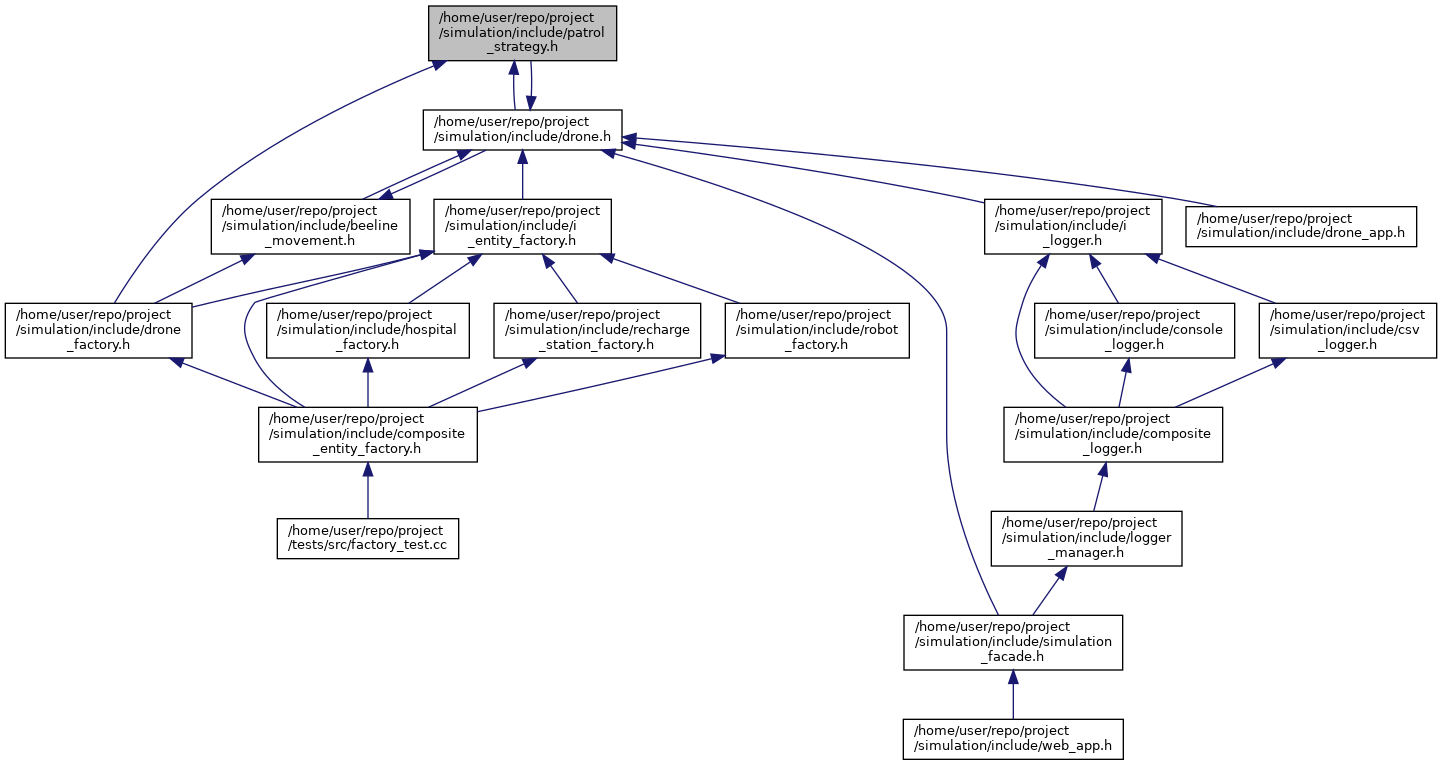 /home/user/repo/project
/simulation/include/patrol
_strategy.h
/home/user/repo/project
/simulation/include/drone.h
/home/user/repo/project
/simulation/include/beeline
_movement.h
/home/user/repo/project
/simulation/include/i
_entity_factory.h
/home/user/repo/project
/simulation/include/i
_logger.h
/home/user/repo/project
/simulation/include/drone_app.h
/home/user/repo/project
/simulation/include/drone
_factory.h
/home/user/repo/project
/simulation/include/hospital
_factory.h
/home/user/repo/project
/simulation/include/recharge
_station_factory.h
/home/user/repo/project
/simulation/include/robot
_factory.h
/home/user/repo/project
/simulation/include/console
_logger.h
/home/user/repo/project
/simulation/include/csv
_logger.h
/home/user/repo/project
/simulation/include/composite
_entity_factory.h
/home/user/repo/project
/simulation/include/composite
_logger.h
/home/user/repo/project
/tests/src/factory_test.cc
/home/user/repo/project
/simulation/include/logger
_manager.h
/home/user/repo/project
/simulation/include/simulation
_facade.h
/home/user/repo/project
/simulation/include/web_app.h